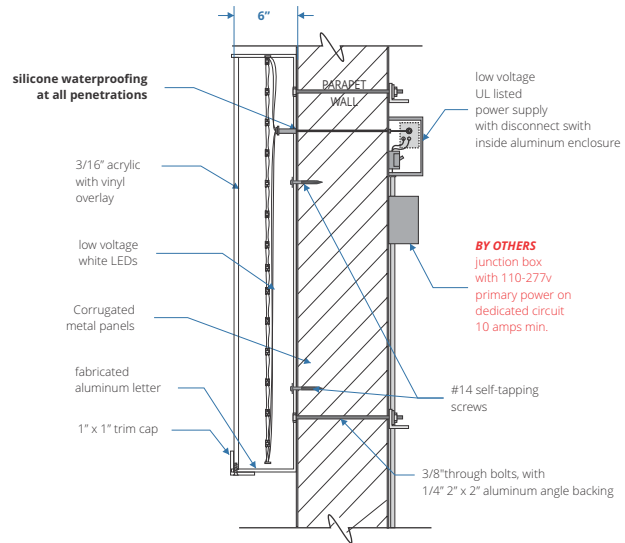 6”
silicone waterproofing
at all penetrations
PARAPET
WALL
low voltage
UL listed
power supply
with disconnect swith
inside aluminum enclosure
3/16” acrylic
with vinyl
overlay
low voltage
white LEDs
BY OTHERS
junction box
with 110-277v
primary power on
dedicated circuit
10 amps min.
Corrugated
metal panels
fabricated
aluminum letter
#14 self-tapping
screws
1” x 1” trim cap
3/8"through bolts, with
1/4” 2” x 2” aluminum angle backing